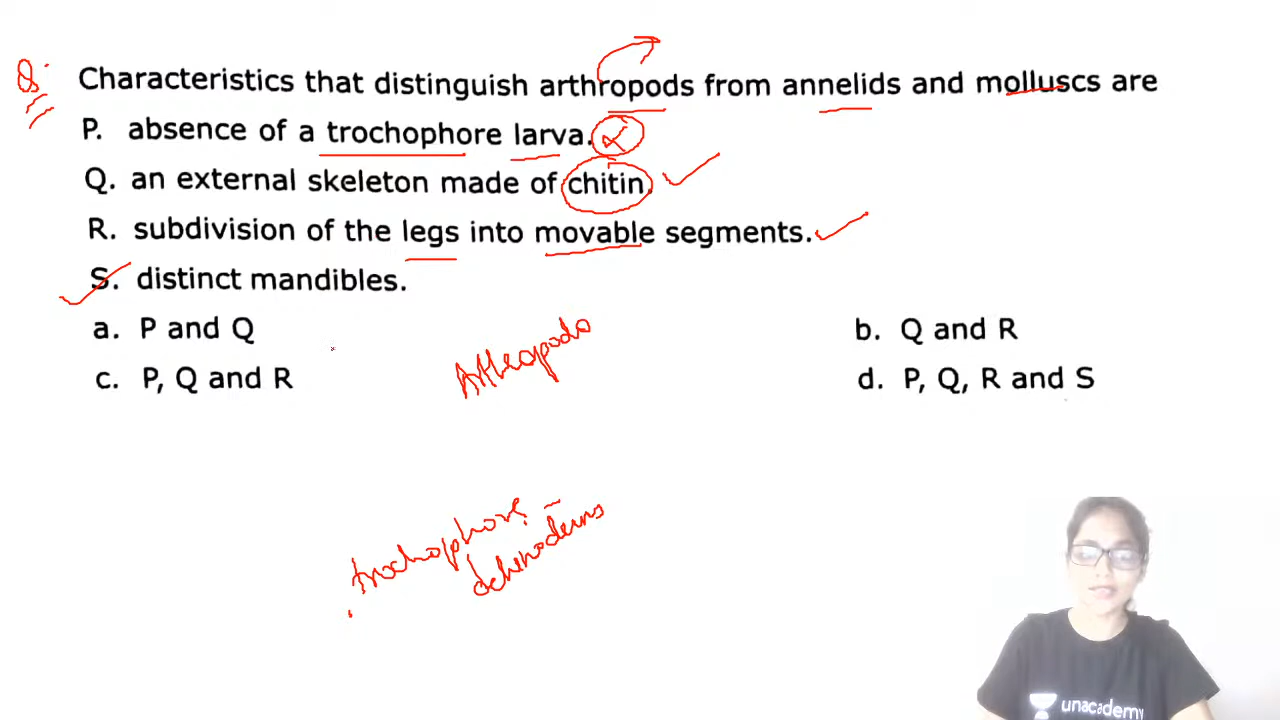 Q.
Characteristics that distinguish arthropods from annelids and molluscs are
P. absence of a trochophore larva.
Q. an external skeleton made of chitin.
R. subdivision of the legs into movable segments.
S. distinct mandibles.
a. P and Q
b. Q and R
c. P, Q and R
d. P, Q, R and S
Arthropods
trochophore -
echinoderms
unacademy